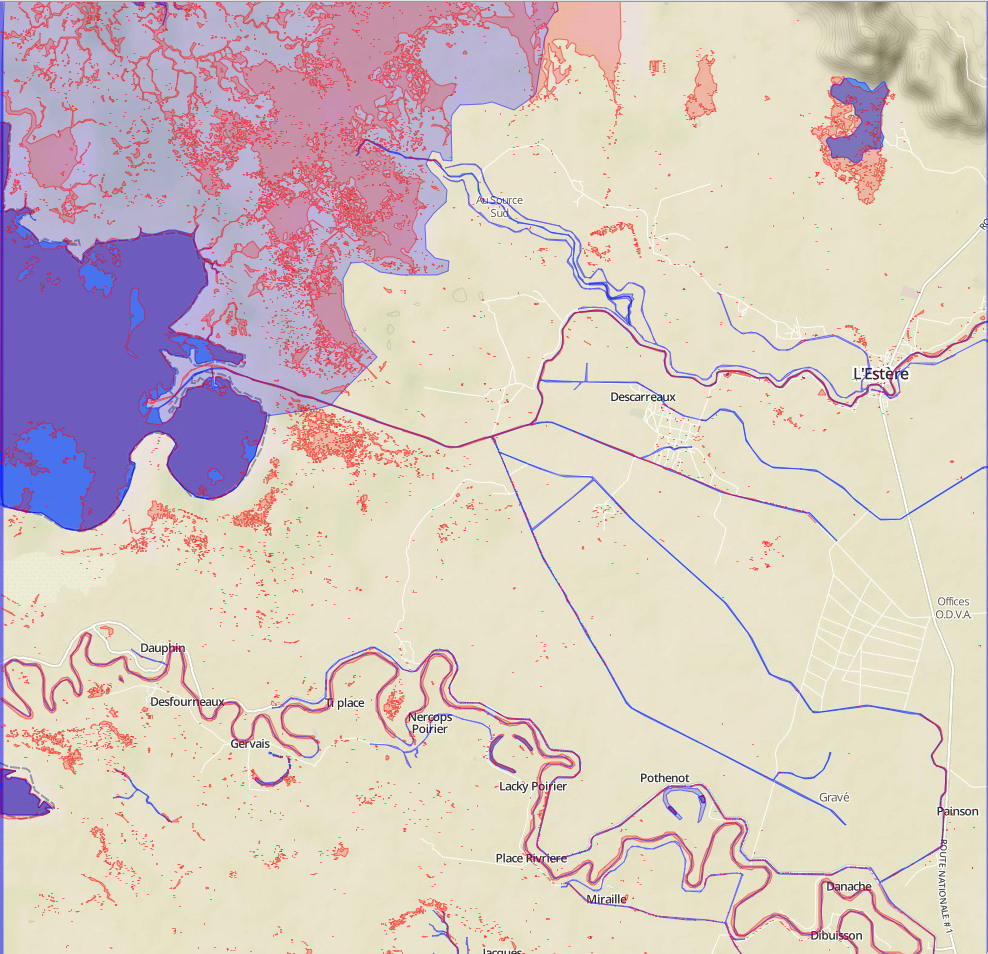 Au Source
Sud
L'Estère
Descarreaux
Offices
O.D.V.A.
Dauphin
Desfourneaux
Ti place
Nercops
Poirier
Gervais
Lacky Poirier
Pothenot
Gravé
Painson
ROUTE NATIONALE # 1
Place Rivriere
Danache
Miraille
Dibuisson